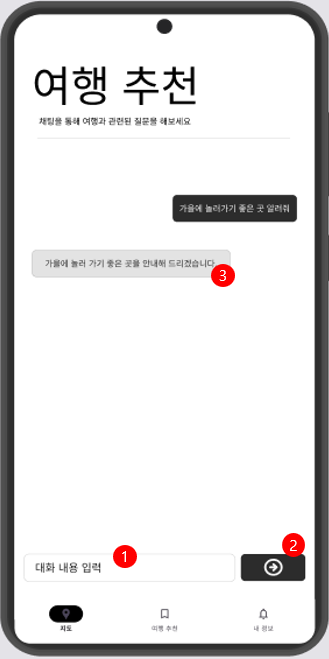 여행 추천
채팅을 통해 여행과 관련된 질문을 해보세요
가을에 놀러가기 좋은 곳 알려줘
가을에 놀러 가기 좋은 곳을 안내해 드리겠습니다.
3
2
1
대화 내용 입력
지도
여행 추천
내 정보